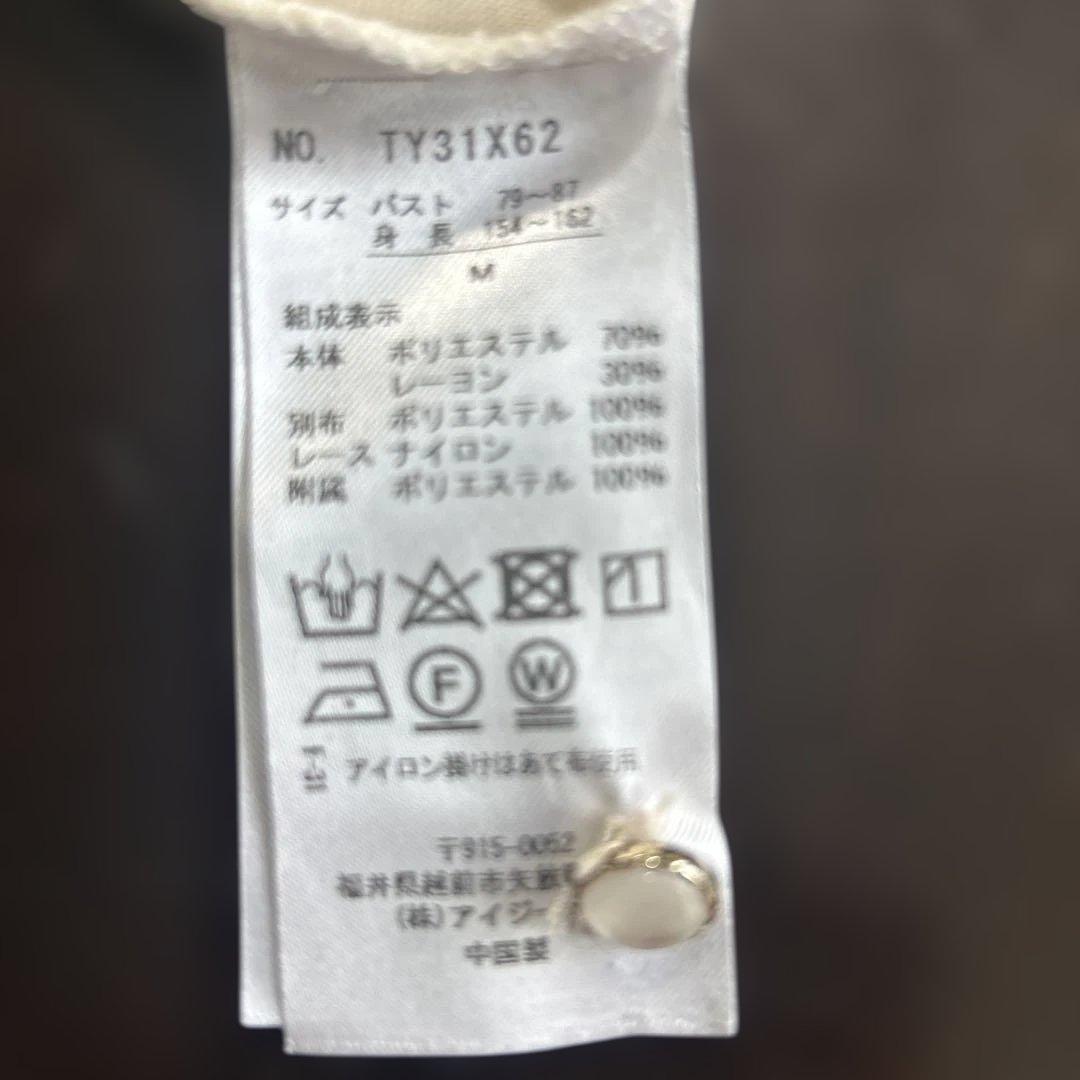 NO. TY31X62
サイズ バスト 79〜87
身 長 154〜162
M
組成表示
本体 ポリエステル 70%
レーヨン 30%
別布 ポリエステル 100%
レース ナイロン 100%
附属 ポリエステル 100%
F W
アイロン掛けはあて布使用
〒915-0052
福井県越前市矢
(株)アイジー
中国製